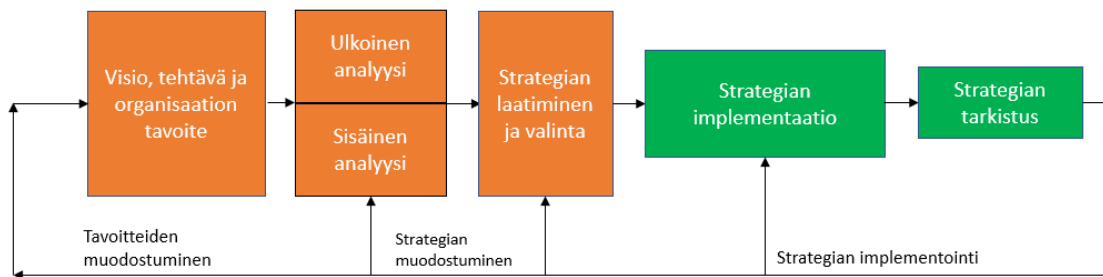 Visio, tehtävä ja
organisaation
tavoite
Ulkoinen
analyysi
Sisäinen
analyysi
Strategian
laatiminen
ja valinta
Strategian
implementaatio
Strategian
tarkistus
Tavoitteiden
muodostuminen
Strategian
muodostuminen
Strategian implementointi